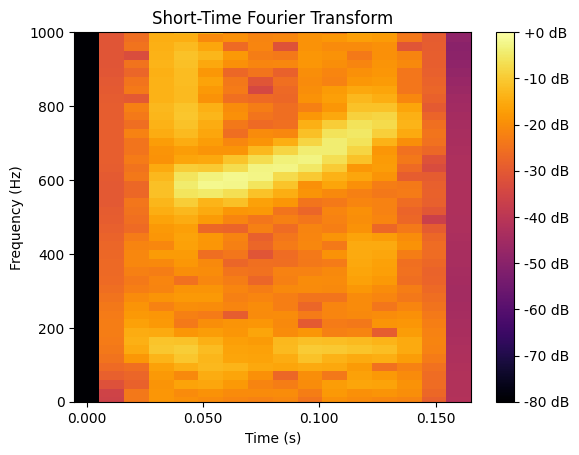 Short-Time Fourier Transform
1000
800
600
400
200
0
Frequency (Hz)
0.000
0.050
0.100
0.150
Time (s)
+0 dB
-10 dB
-20 dB
-30 dB
-40 dB
-50 dB
-60 dB
-70 dB
-80 dB